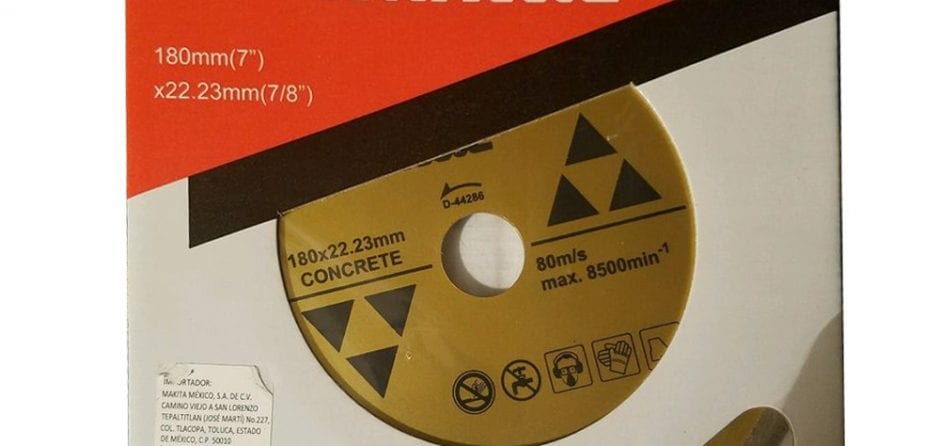 180mm(7")
x22.23mm(7/8")
D-44286
180x22.23mm
CONCRETE
80m/s
max. 8500min-1
IMPORTADOR:
MAKITA MÉXICO, S.A. DE C.V.
CAMINO VIEJO A SAN LORENZO
TEPALTITLAN (JOSÉ MARTÍ) No.227,
COL. TLACOPA, TOLUCA, ESTADO
DE MÉXICO, C.P. 50010